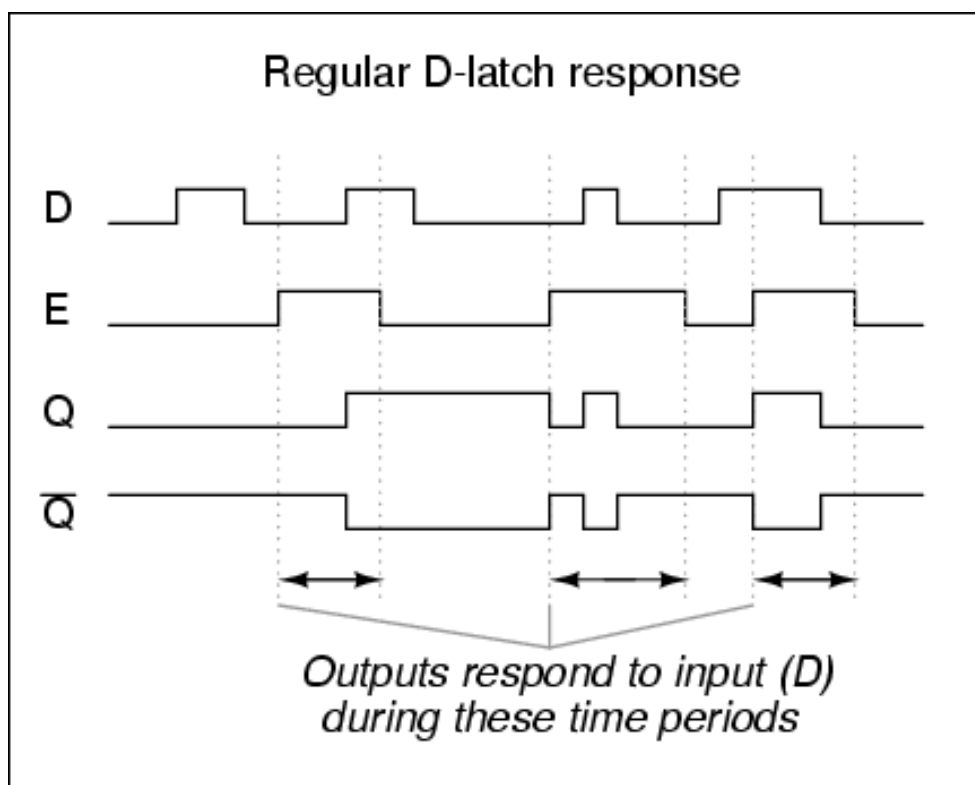 Regular D-latch response
D
E
Q
Q̅
Outputs respond to input (D)
during these time periods